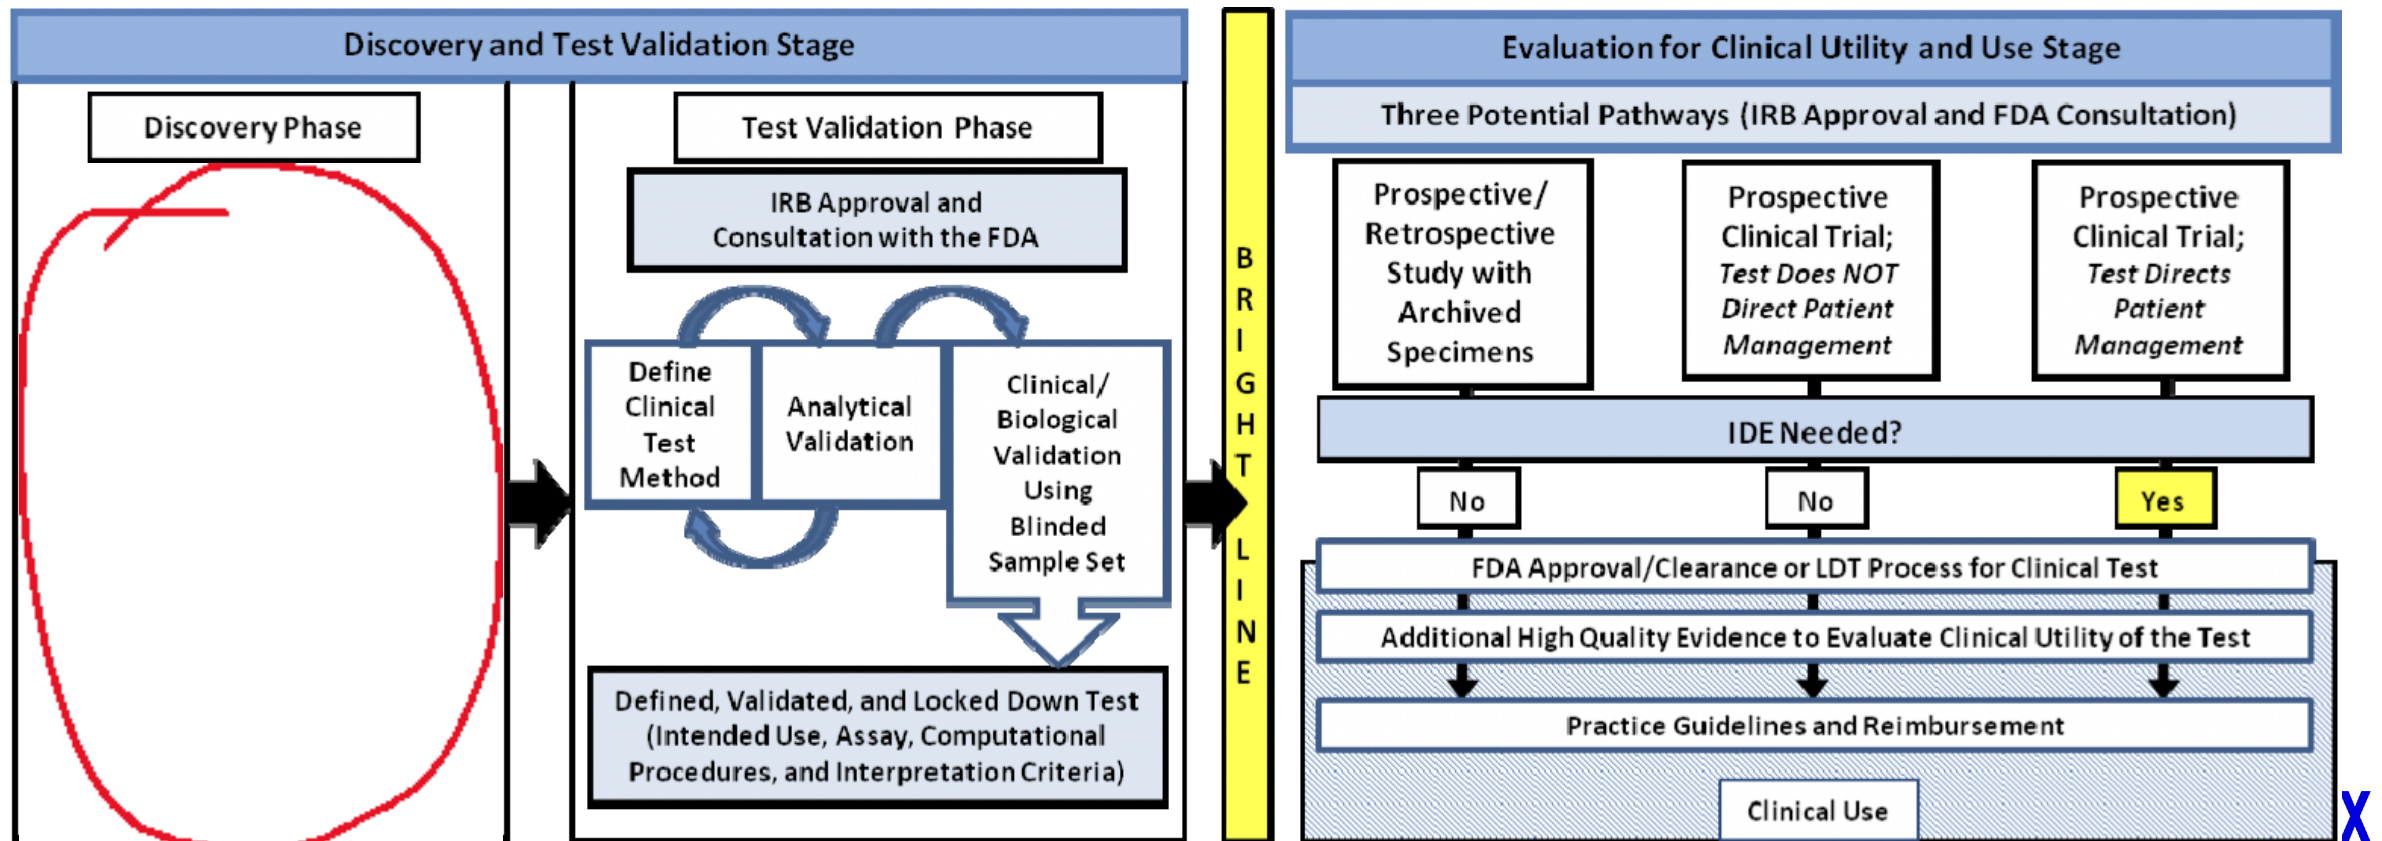 Discovery and Test Validation Stage
Discovery Phase
Test Validation Phase
IRB Approval and
Consultation with the FDA
Define
Clinical
Test
Method
Analytical
Validation
Clinical/
Biological
Validation
Using
Blinded
Sample Set
Defined, Validated, and Locked Down Test
(Intended Use, Assay, Computational
Procedures, and Interpretation Criteria)
BRIGHT LINE
Evaluation for Clinical Utility and Use Stage
Three Potential Pathways (IRB Approval and FDA Consultation)
Prospective/
Retrospective
Study with
Archived
Specimens
Prospective
Clinical Trial;
Test Does NOT
Direct Patient
Management
Prospective
Clinical Trial;
Test Directs
Patient
Management
IDE Needed?
No
No
Yes
FDA Approval/Clearance or LDT Process for Clinical Test
Additional High Quality Evidence to Evaluate Clinical Utility of the Test
Practice Guidelines and Reimbursement
Clinical Use
X